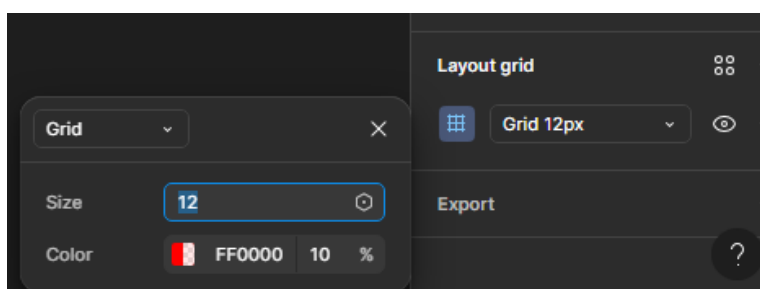 Layout grid
Grid
Grid 12px
Size 12
Export
Color FF0000 10 %
?